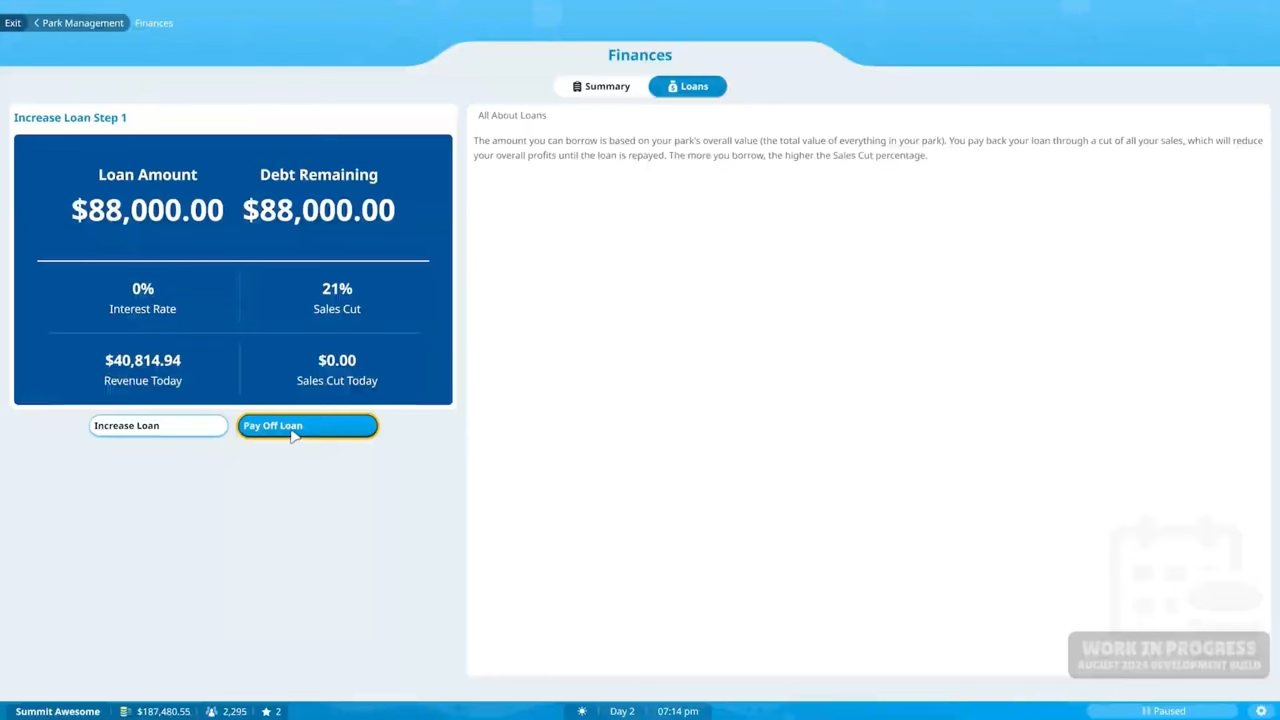 Exit
Park Management
Finances
Finances
Summary
Loans
Increase Loan Step 1
Loan Amount
Debt Remaining
$88,000.00
$88,000.00
0%
21%
Interest Rate
Sales Cut
$40,814.94
$0.00
Revenue Today
Sales Cut Today
Increase Loan
Pay Off Loan
All About Loans
The amount you can borrow is based on your park's overall value (the total value of everything in your park). You pay back your loan through a cut of all your sales, which will reduce
your overall profits until the loan is repayed. The more you borrow, the higher the Sales Cut percentage.
WORK IN PROGRESS
AUGUST 2024 DEVELOPMENT BUILD
Summit Awesome
$187,480.55
2,295
2
Day 2
07:14 pm
Paused